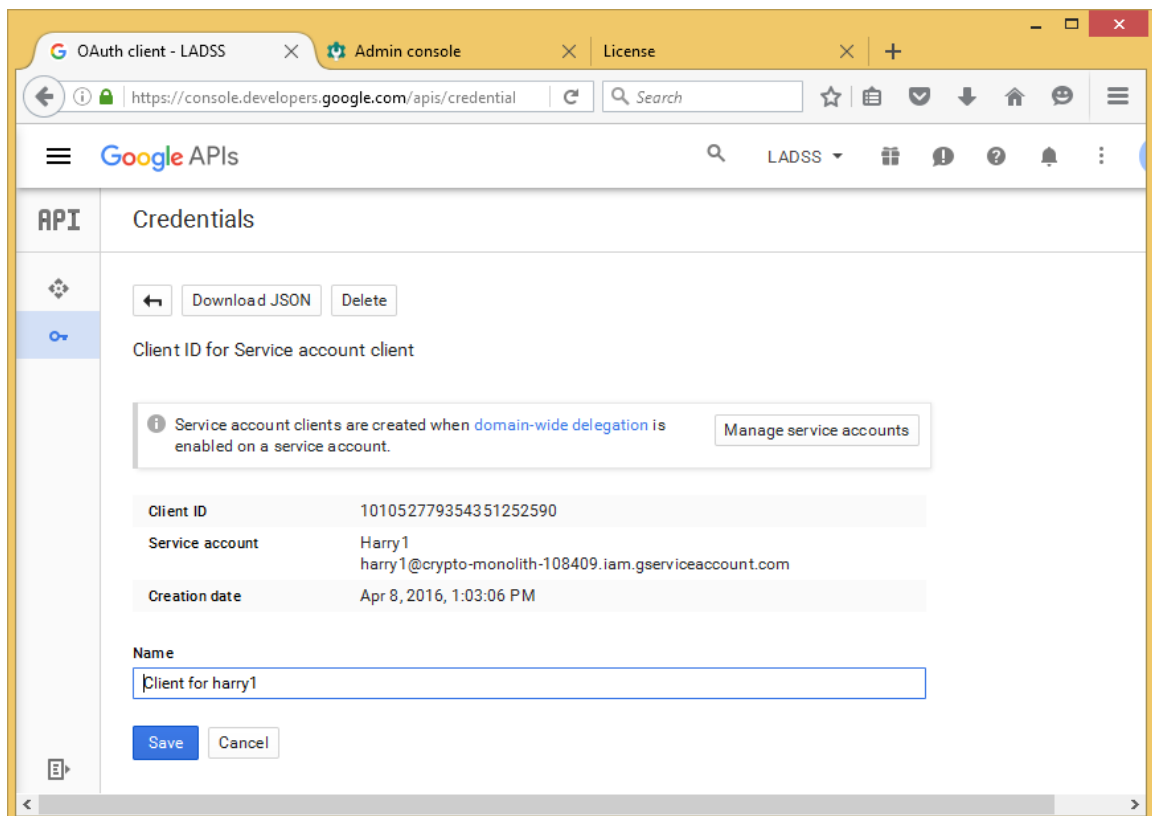 OAuth client - LADSS
Admin console
License
https://console.developers.google.com/apis/credential
Search
Google APIs
LADSS
API
Credentials
Download JSON
Delete
Client ID for Service account client
Service account clients are created when domain-wide delegation is
enabled on a service account.
Manage service accounts
Client ID 101052779354351252590
Service account Harry1
harry1@crypto-monolith-108409.iam.gserviceaccount.com
Creation date Apr 8, 2016, 1:03:06 PM
Name
Client for harry1
Save
Cancel